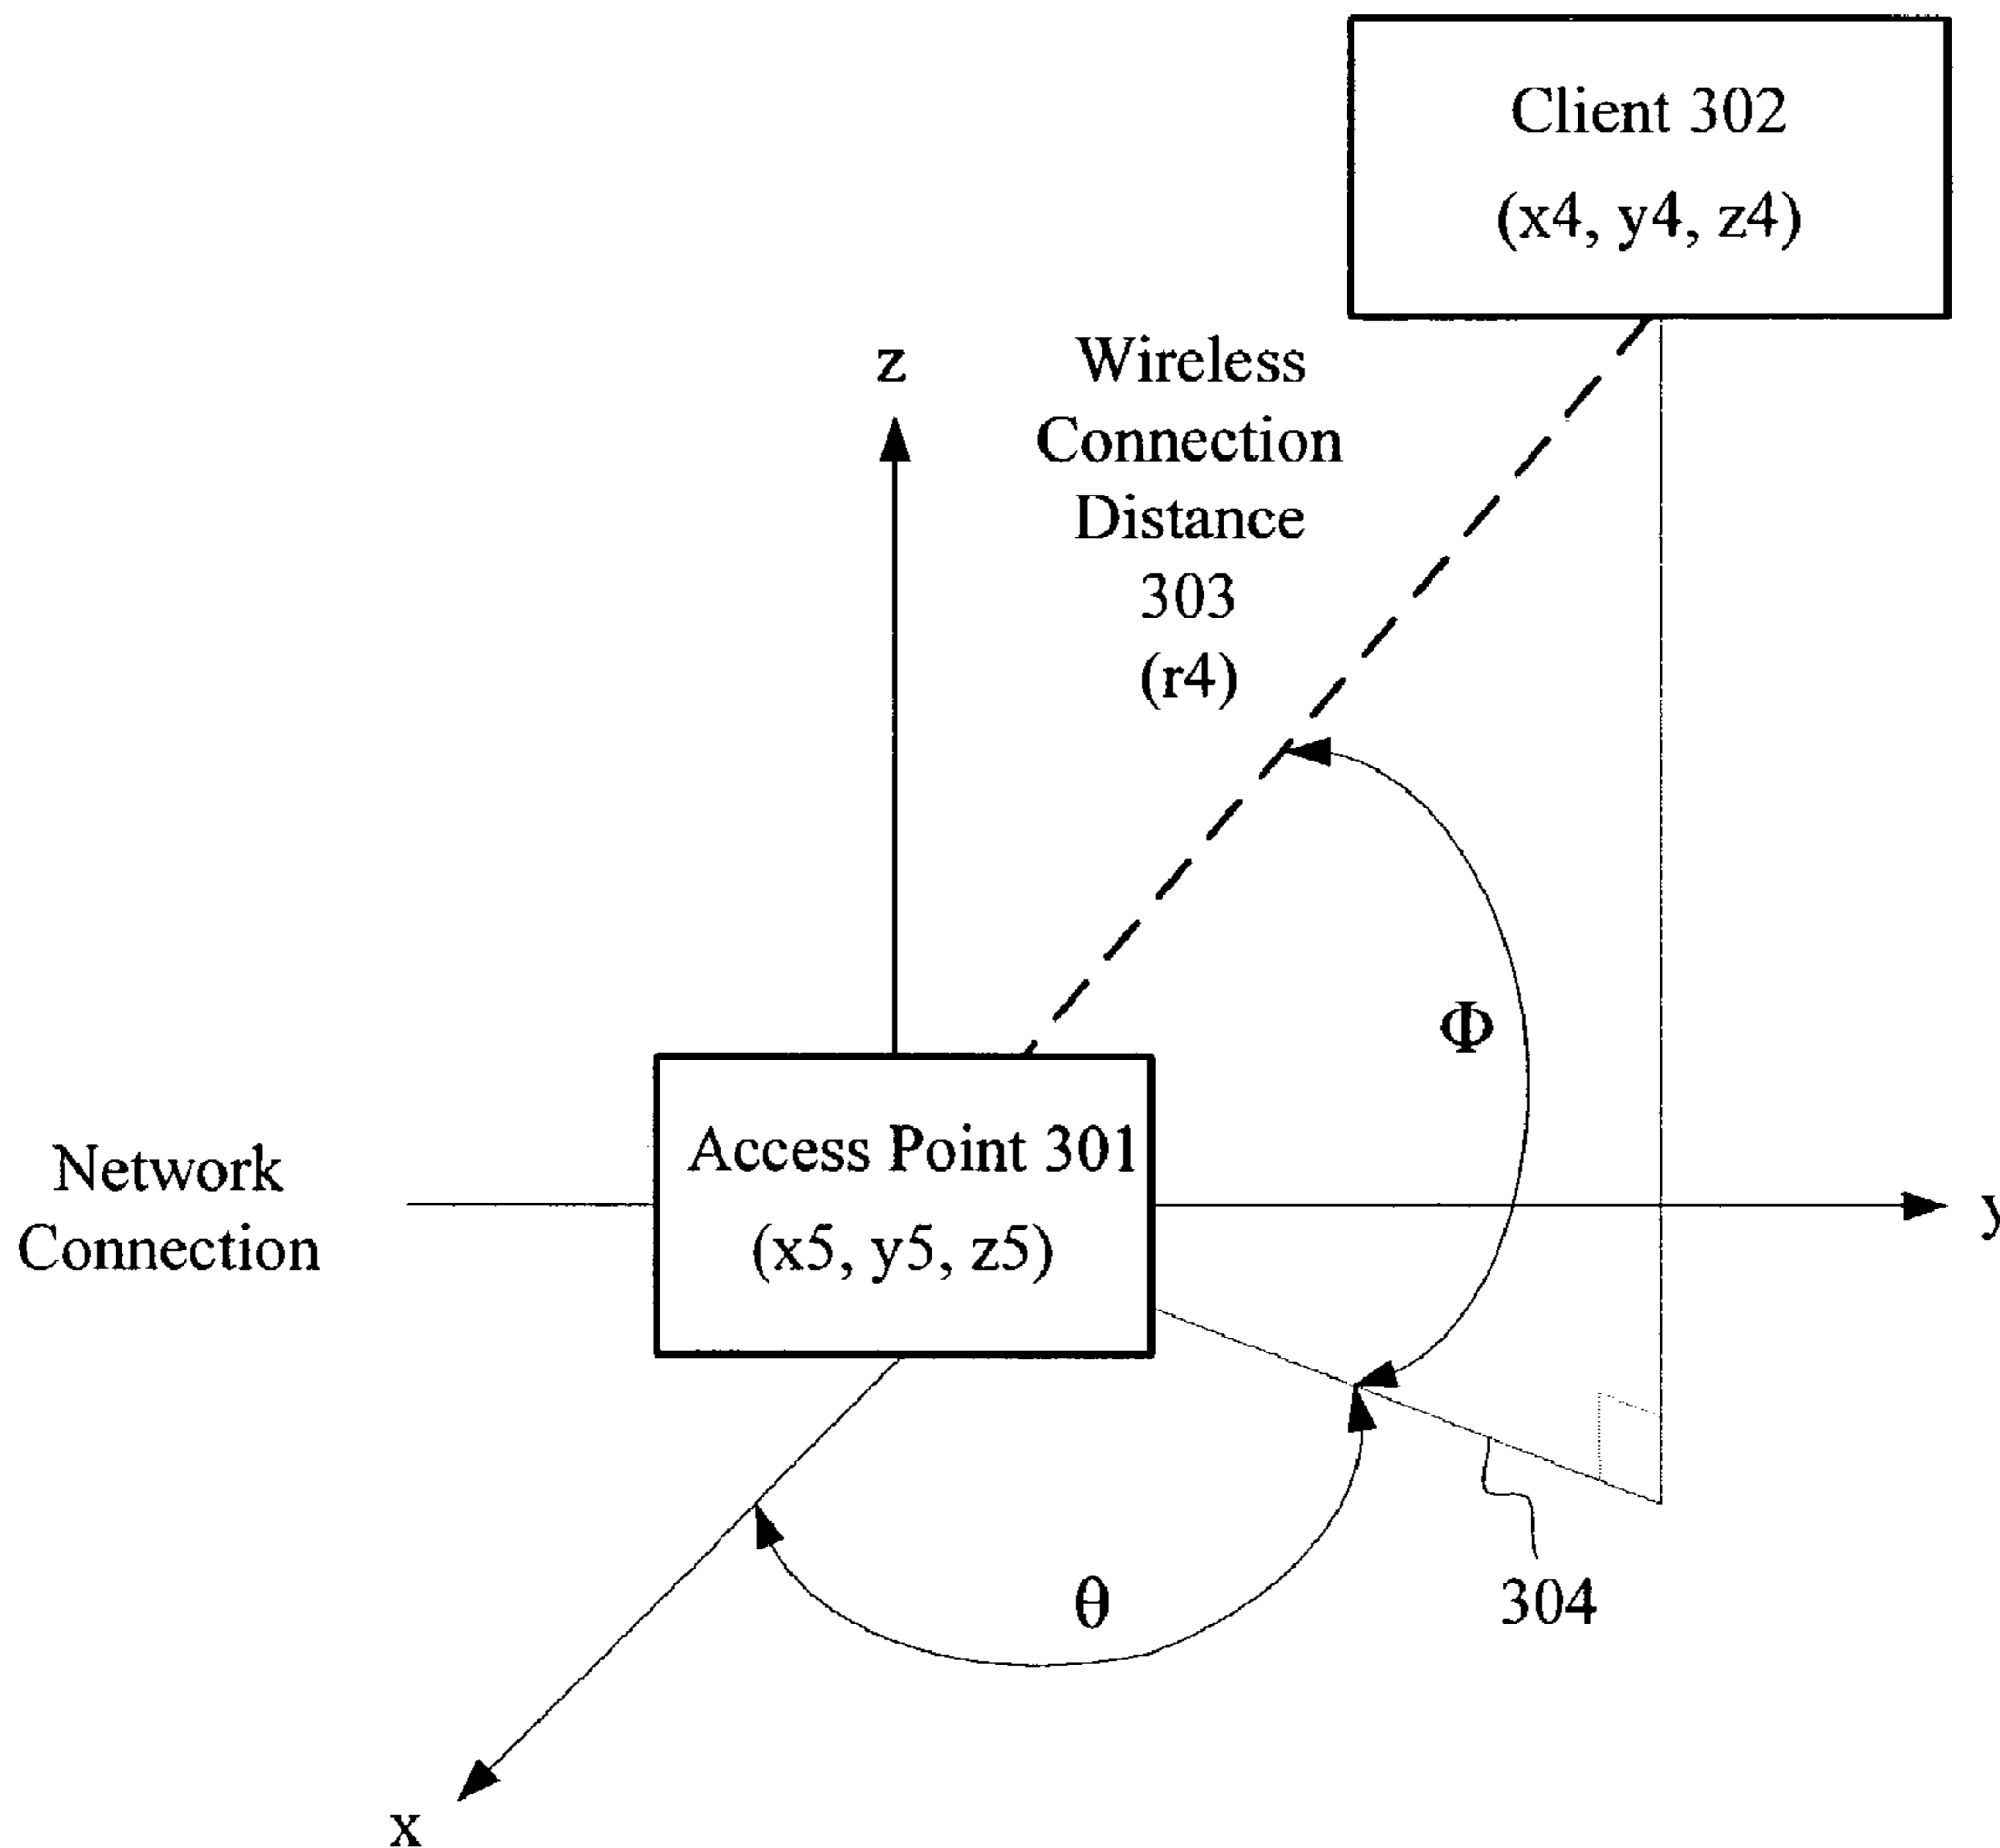 Client 302
(x4, y4, z4)
z
Wireless
Connection
Distance
303
(r4)
Φ
Access Point 301
(x5, y5, z5)
Network
Connection
y
θ
304
x